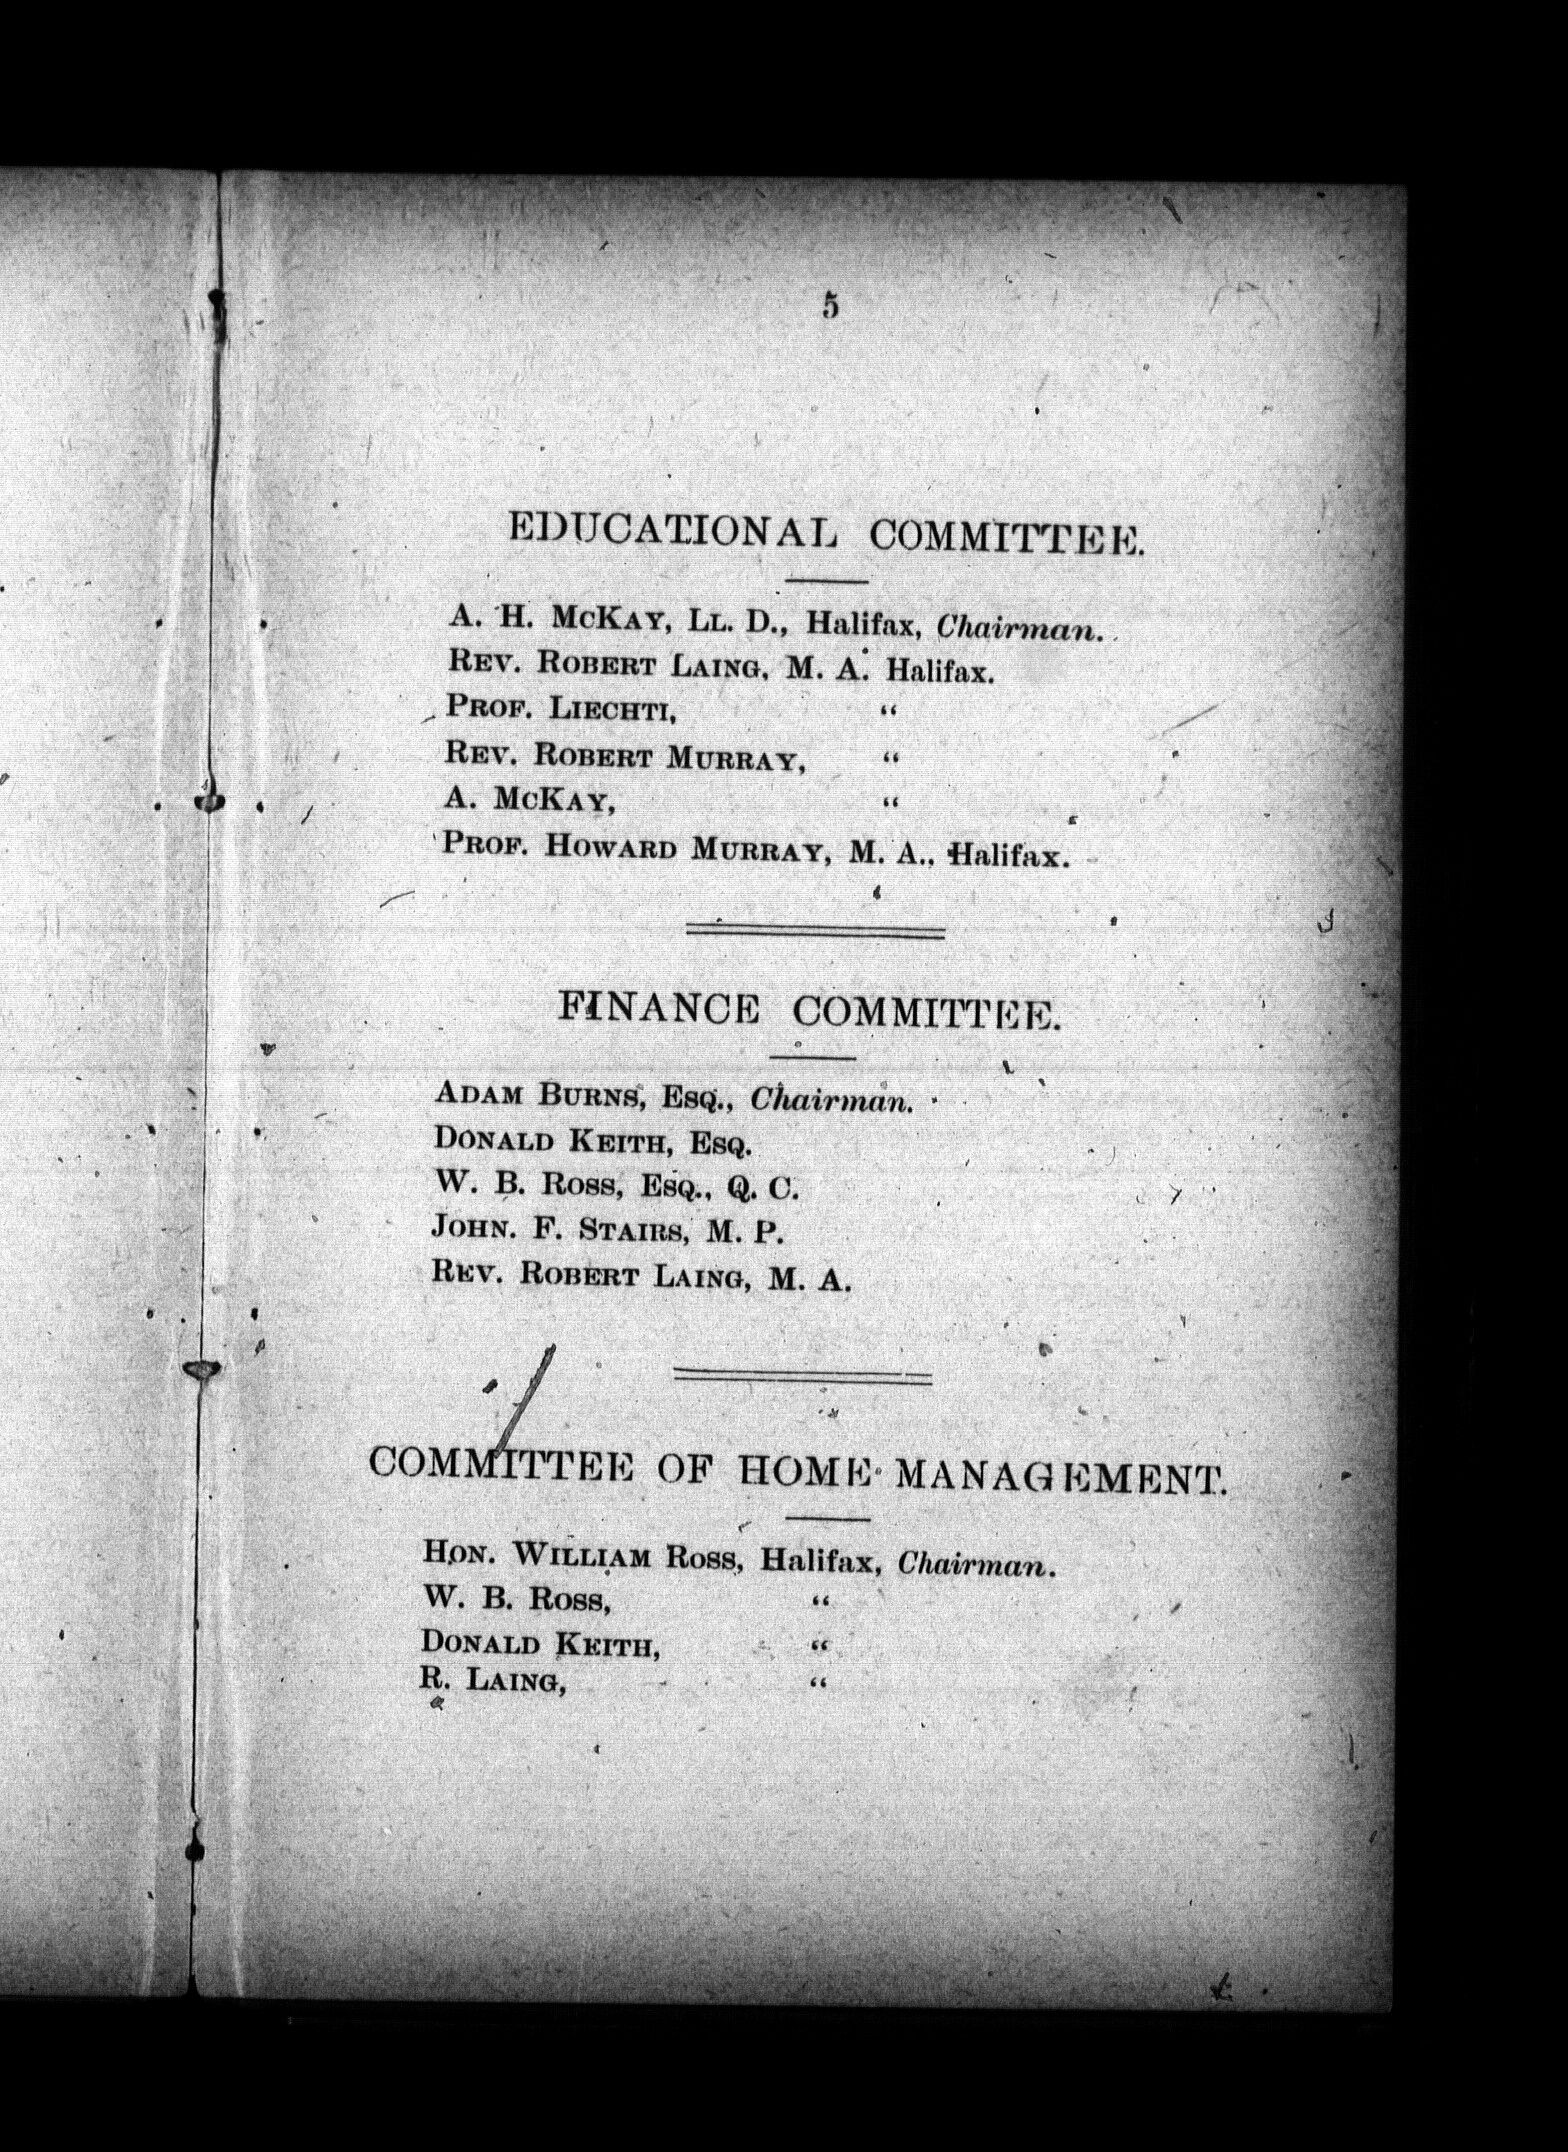 5
EDUCATIONAL COMMITTEE.
A. H. McKay, LL. D., Halifax, Chairman.
Rev. Robert Laing, M. A. Halifax.
Prof. Liechti, “
Rev. Robert Murray, “
A. McKay, “
Prof. Howard Murray, M. A., Halifax.
FINANCE COMMITTEE.
Adam Burns, Esq., Chairman.
Donald Keith, Esq.
W. B. Ross, Esq., Q. C.
John. F. Stairs, M. P.
Rev. Robert Laing, M. A.
COMMITTEE OF HOME MANAGEMENT.
Hon. William Ross, Halifax, Chairman.
W. B. Ross, “
Donald Keith, “
R. Laing, “